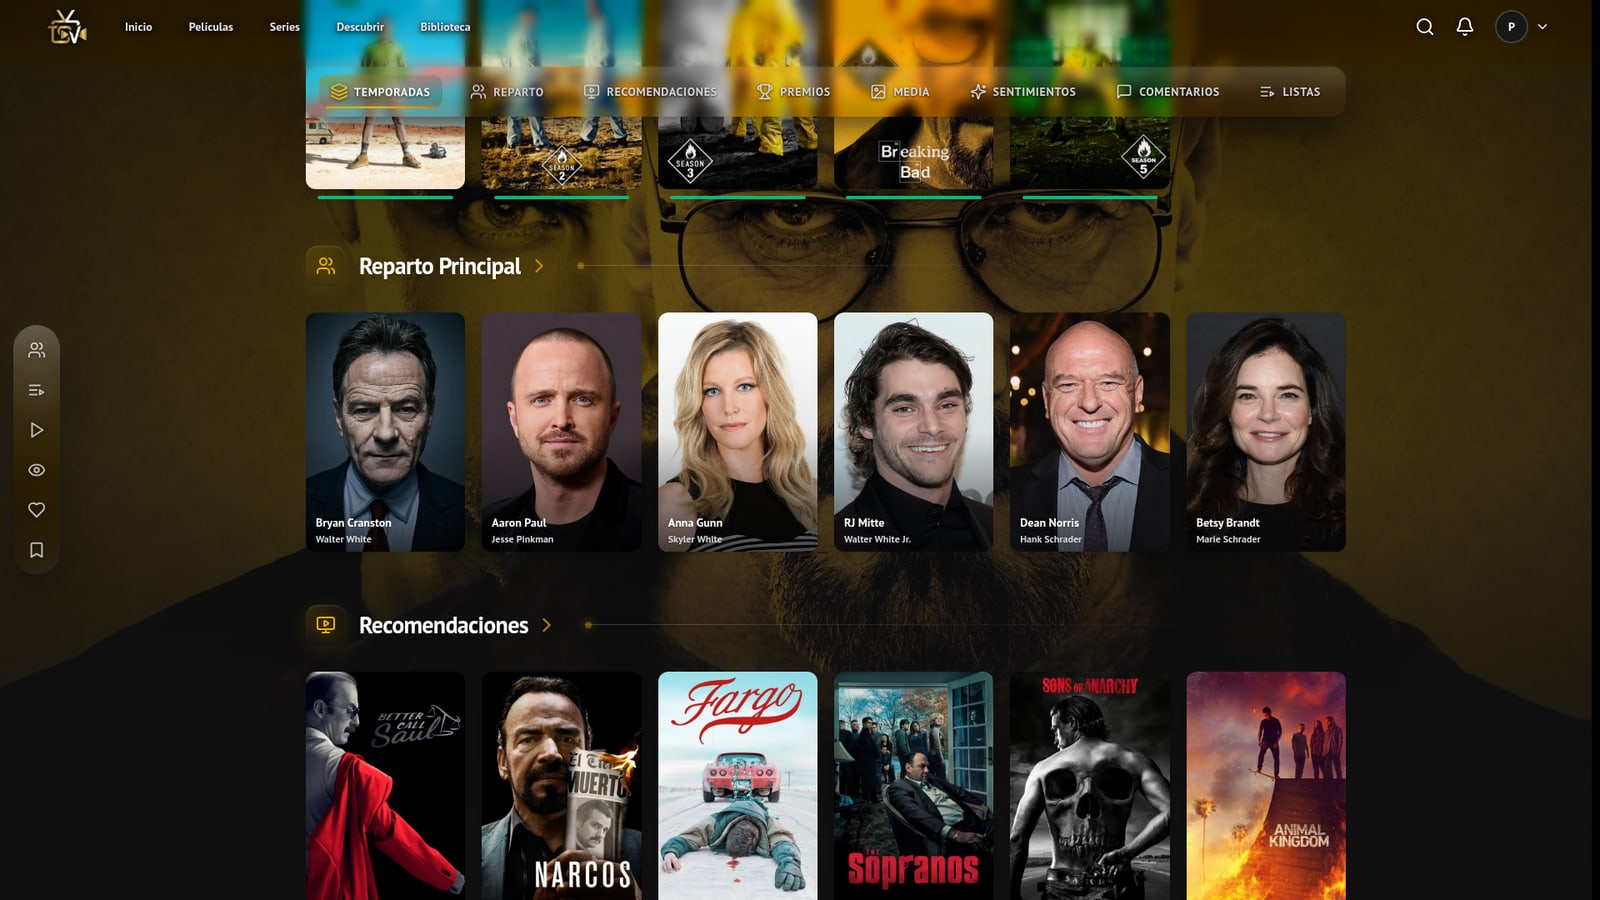 Inicio
Películas
Series
Descubrir
Biblioteca
P
TEMPORADAS
REPARTO
RECOMENDACIONES
PREMIOS
MEDIA
SENTIMIENTOS
COMENTARIOS
LISTAS
SEASON
2
SEASON
3
Breaking
Bad
SEASON
5
Reparto Principal
Bryan Cranston
Walter White
Aaron Paul
Jesse Pinkman
Anna Gunn
Skyler White
RJ Mitte
Walter White Jr.
Dean Norris
Hank Schrader
Betsy Brandt
Marie Schrader
Recomendaciones
BETTER
CALL
Saul
MUERTO
NARCOS
Fargo
THE
Sopranos
SONS OF ANARCHY
ANIMAL
KINGDOM